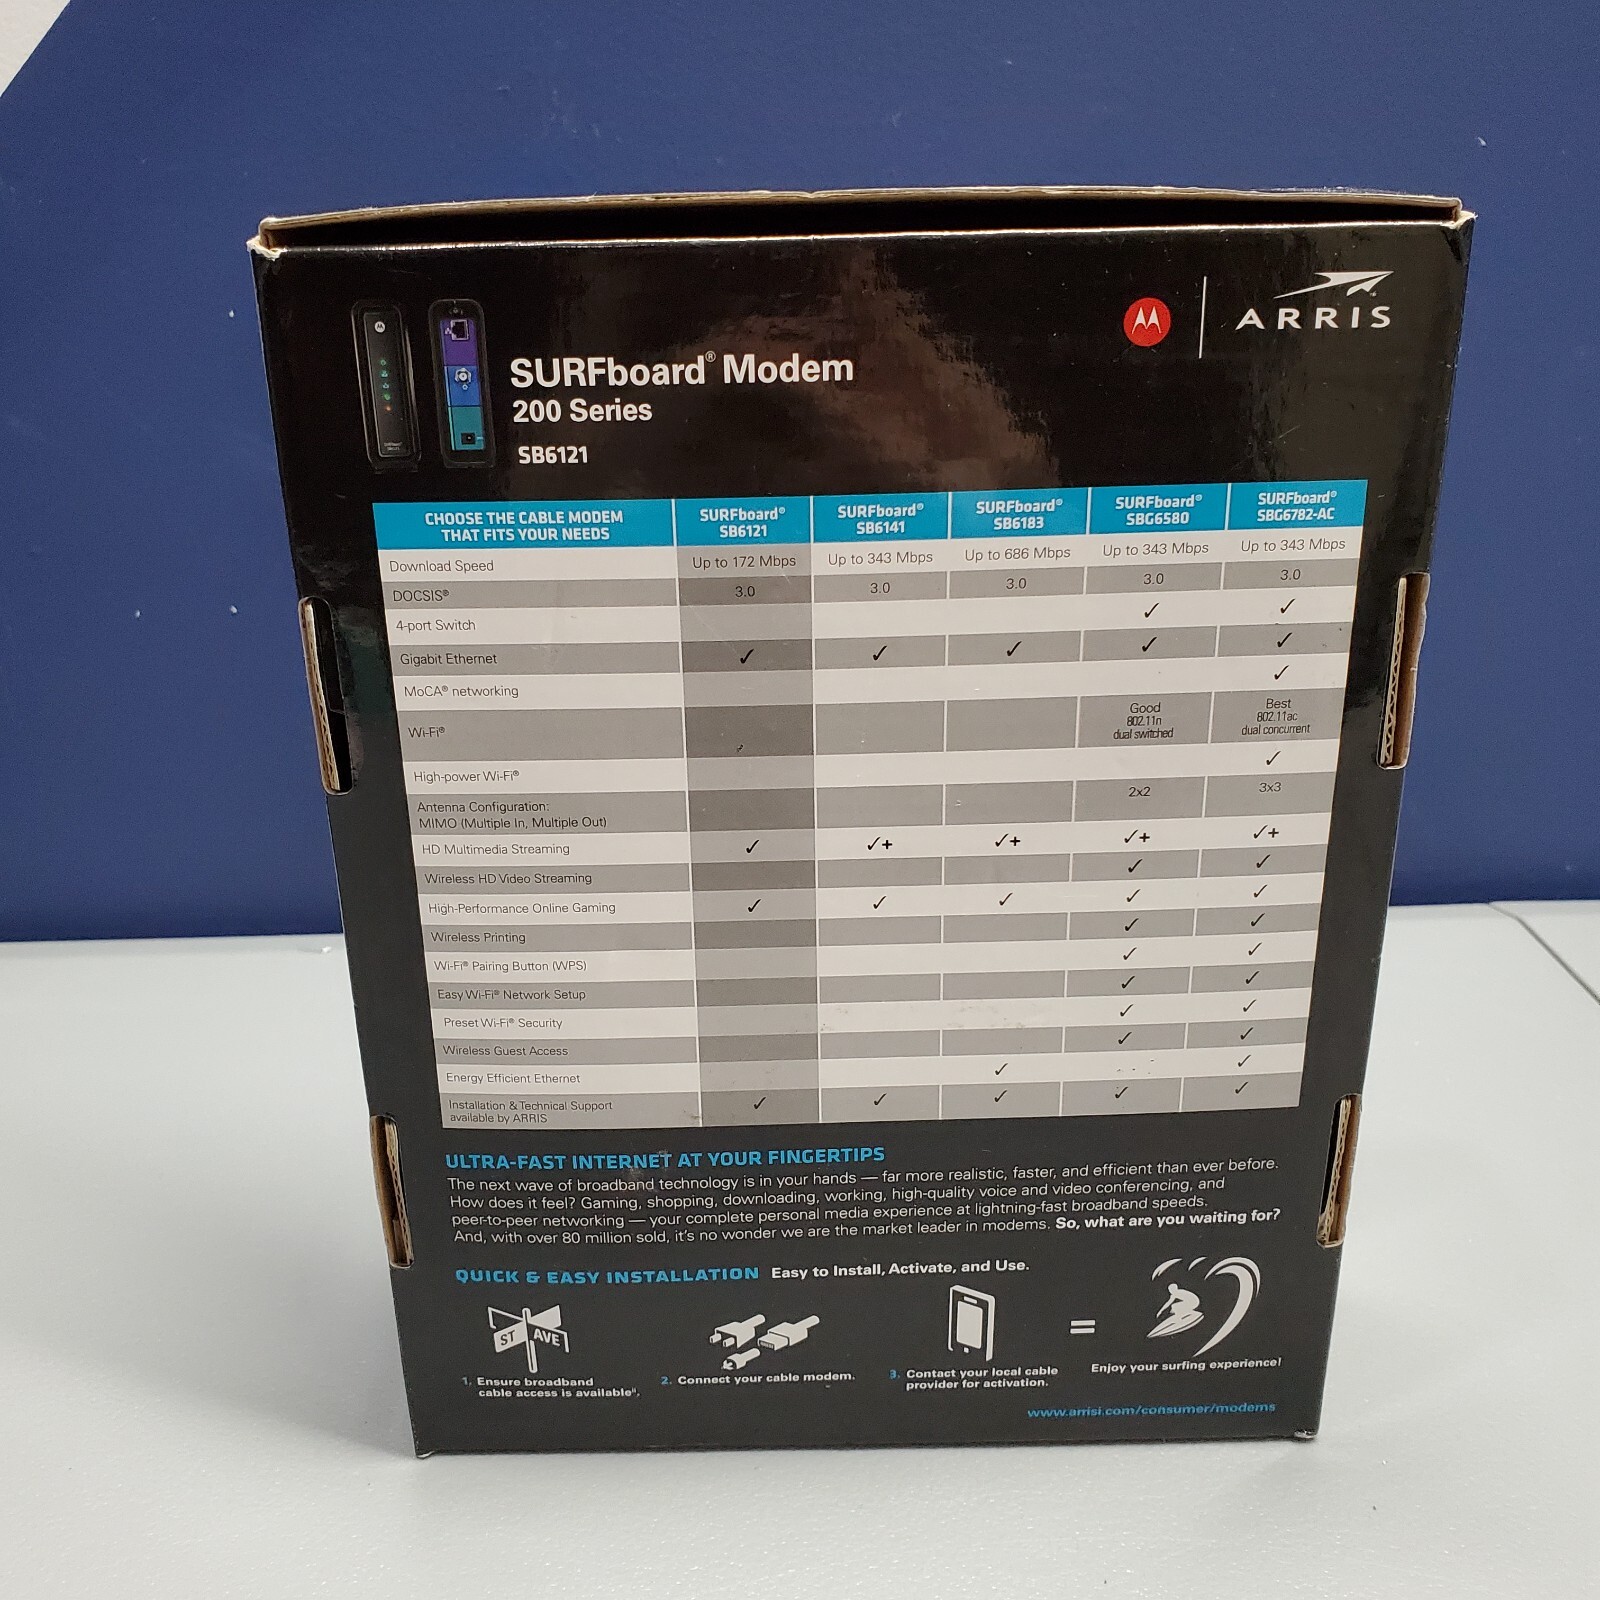 ARRIS
SURFboard® Modem
200 Series
SB6121
CHOOSE THE CABLE MODEM
THAT FITS YOUR NEEDS
SURFboard®
SB6121
SURFboard®
SB6141
SURFboard®
SB6183
SURFboard®
SBG6580
SURFboard®
SBG6782-AC
Download Speed Up to 172 Mbps Up to 343 Mbps Up to 686 Mbps Up to 343 Mbps Up to 343 Mbps
DOCSIS® 3.0 3.0 3.0 3.0 3.0
4-port Switch ✓ ✓
Gigabit Ethernet ✓ ✓ ✓ ✓ ✓
MoCA® networking ✓
Wi-Fi®
Good
802.11n
dual switched
Best
802.11ac
dual concurrent
High-power Wi-Fi® ✓
Antenna Configuration:
MIMO (Multiple In, Multiple Out)
2x2 3x3
HD Multimedia Streaming ✓ ✓+ ✓+ ✓+ ✓+
Wireless HD Video Streaming ✓ ✓
High-Performance Online Gaming ✓ ✓ ✓ ✓ ✓
Wireless Printing ✓ ✓
Wi-Fi® Pairing Button (WPS) ✓ ✓
Easy Wi-Fi® Network Setup ✓ ✓
Preset Wi-Fi® Security ✓ ✓
Wireless Guest Access ✓ ✓
Energy Efficient Ethernet ✓ ✓
Installation & Technical Support
available by ARRIS
✓ ✓ ✓ ✓ ✓
ULTRA-FAST INTERNET AT YOUR FINGERTIPS
The next wave of broadband technology is in your hands — far more realistic, faster, and efficient than ever before.
How does it feel? Gaming, shopping, downloading, working, high-quality voice and video conferencing, and
peer-to-peer networking — your complete personal media experience at lightning-fast broadband speeds.
And, with over 80 million sold, it's no wonder we are the market leader in modems. So, what are you waiting for?
QUICK & EASY INSTALLATION Easy to Install, Activate, and Use.
ST AVE
=
1. Ensure broadband
cable access is available".
2. Connect your cable modem.
3. Contact your local cable
provider for activation.
Enjoy your surfing experience!
www.arrisi.com/consumer/modems